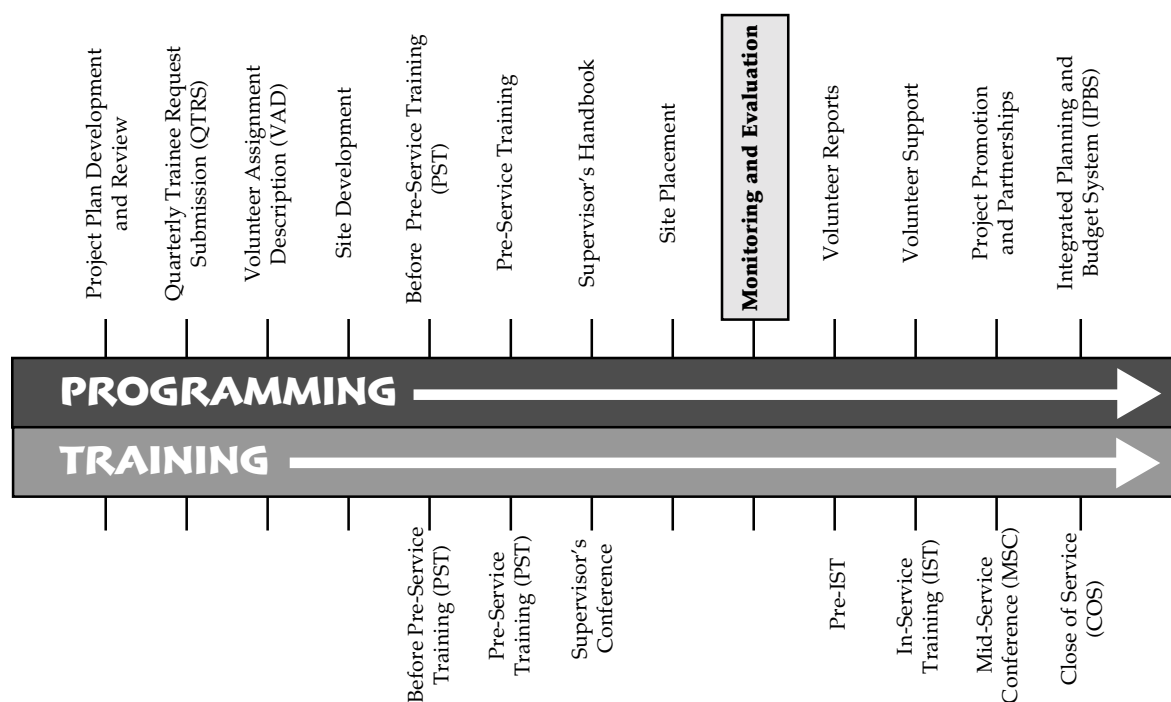 Project Plan Development
and Review
Quarterly Trainee Request
Submission (QTRS)
Volunteer Assignment
Description (VAD)
Site Development
Before Pre-Service Training
(PST)
Pre-Service Training
Supervisor's Handbook
Site Placement
Monitoring and Evaluation
Volunteer Reports
Volunteer Support
Project Promotion
and Partnerships
Integrated Planning and
Budget System (IPBS)
PROGRAMMING
TRAINING
Before Pre-Service
Training (PST)
Pre-Service
Training (PST)
Supervisor's
Conference
Pre-IST
In-Service
Training (IST)
Mid-Service
Conference (MSC)
Close of Service
(COS)